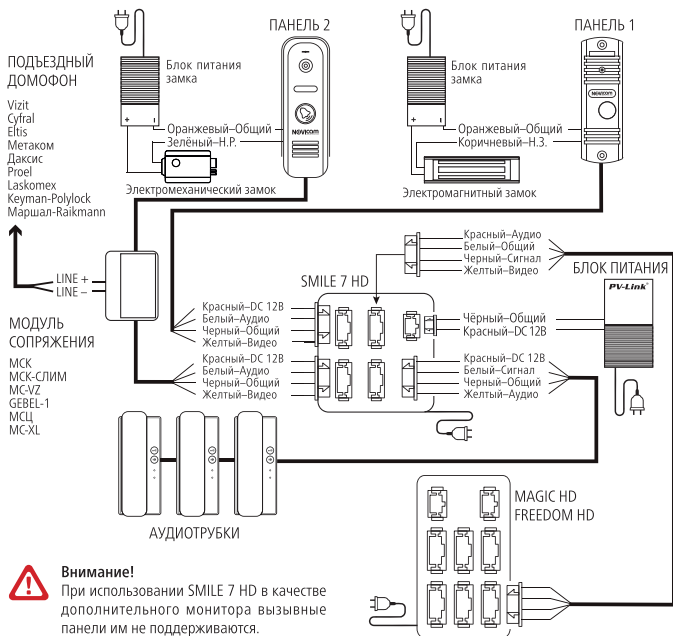 ПАНЕЛЬ 2
ПАНЕЛЬ 1
ПОДЪЕЗДНЫЙ
ДОМОФОН
Vizit
Cyfral
Eltis
Метаком
Даксис
Proel
Laskomex
Keyman-Polylock
Маршал-Raikmann
Блок питания
замка
+ –
Оранжевый–Общий
Зелёный–Н.Р.
Novicom
Электромеханический замок
Блок питания
замка
+ –
Оранжевый–Общий
Коричневый–Н.З.
Novicom
Электромагнитный замок
LINE +
LINE –
МОДУЛЬ
СОПРЯЖЕНИЯ
МСК
МСК-СЛИМ
MC-VZ
GEBEL-1
МСЦ
MC-XL
Красный–Аудио
Белый–Общий
Черный–Сигнал
Желтый–Видео
SMILE 7 HD
Красный–DC 12В
Белый–Аудио
Черный–Общий
Желтый–Видео
Красный–DC 12В
Белый–Аудио
Черный–Общий
Желтый–Видео
Чёрный–Общий
Красный–DC 12В
Красный–DC 12В
Белый–Сигнал
Черный–Общий
Желтый–Аудио
БЛОК ПИТАНИЯ
PV-Link®
АУДИОТРУБКИ
MAGIC HD
FREEDOM HD
Внимание!
При использовании SMILE 7 HD в качестве
дополнительного монитора вызывные
панели им не поддерживаются.